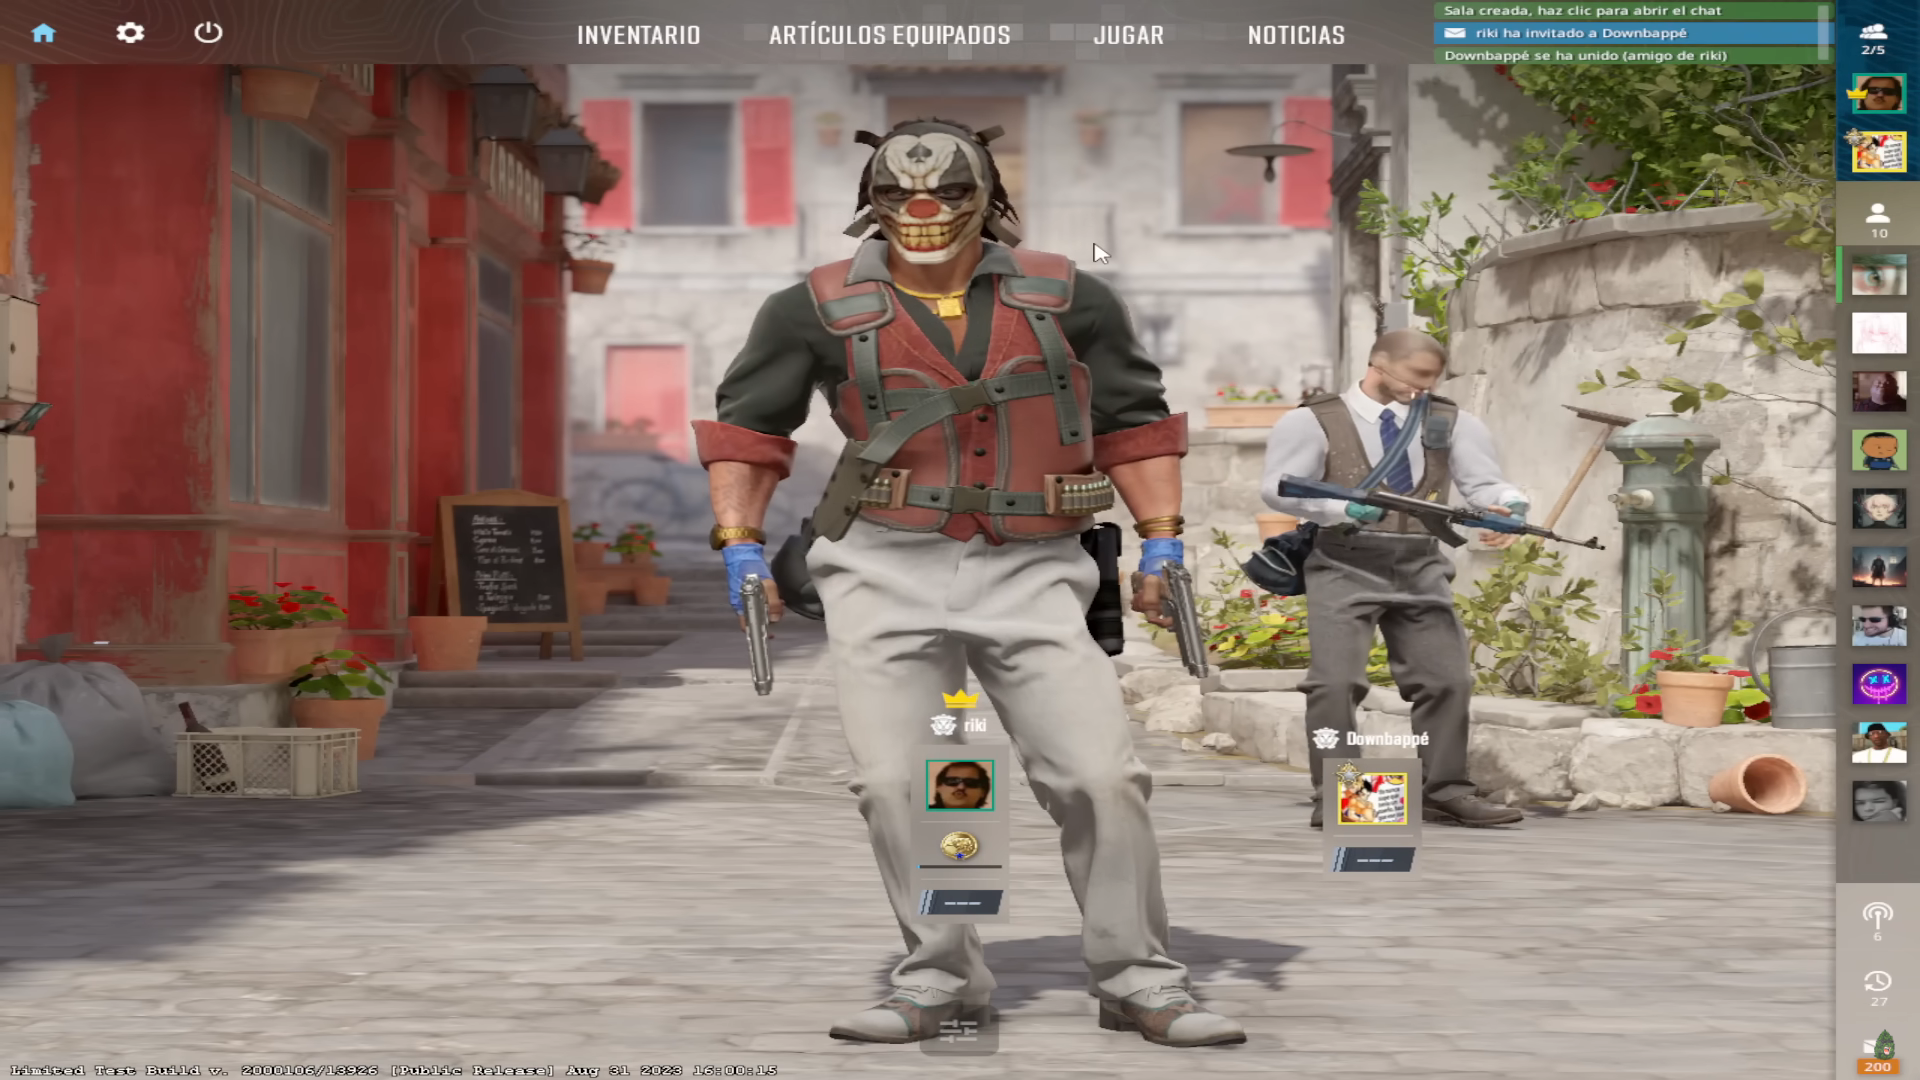 INVENTARIO
ARTÍCULOS EQUIPADOS
JUGAR
NOTICIAS
Sala creada, haz clic para abrir el chat
riki ha invitado a Downbappé
Downbappé se ha unido (amigo de riki)
2/5
10
riki
Downbappé
---
---
6
27
200
Limited Test Build v. 2000106/13926 [Public Release] Aug 31 2023 16:00:15